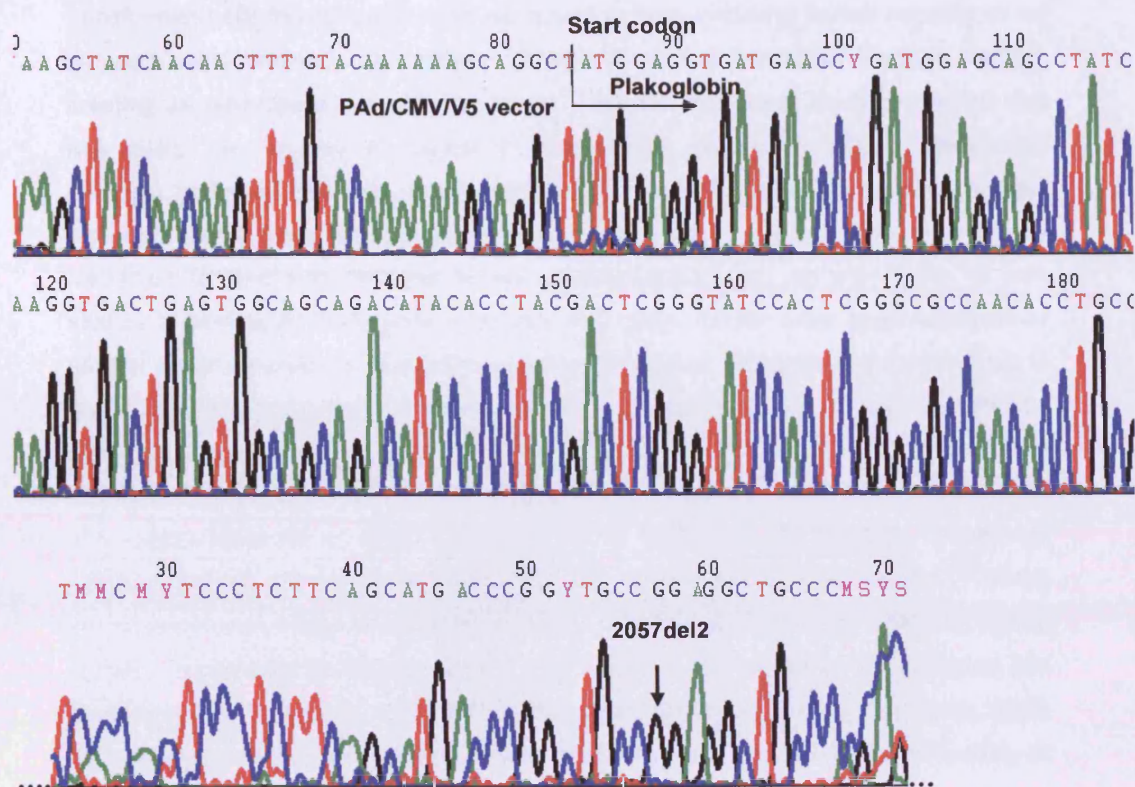 Start codon
60 70 80 90 100 110
AAGCTATCAACAAGTTTGTACAAAAAAGCAGGCTATGGAGGTGATGAACCYGATGGAGCAGCCTATC
PAd/CMV/V5 vector Plakoglobin
120 130 140 150 160 170 180
AAGGTGACTGAGTGGCAGCAGACATACACCTACGACTCGGGTATCCACTCGGGCGCCAACACCTGCC
30 40 50 60 70
TMMCMYTCCCTCTTCAGCATGACCCGGYTGCCGGAGGCTGCCCMSYS
2057del2